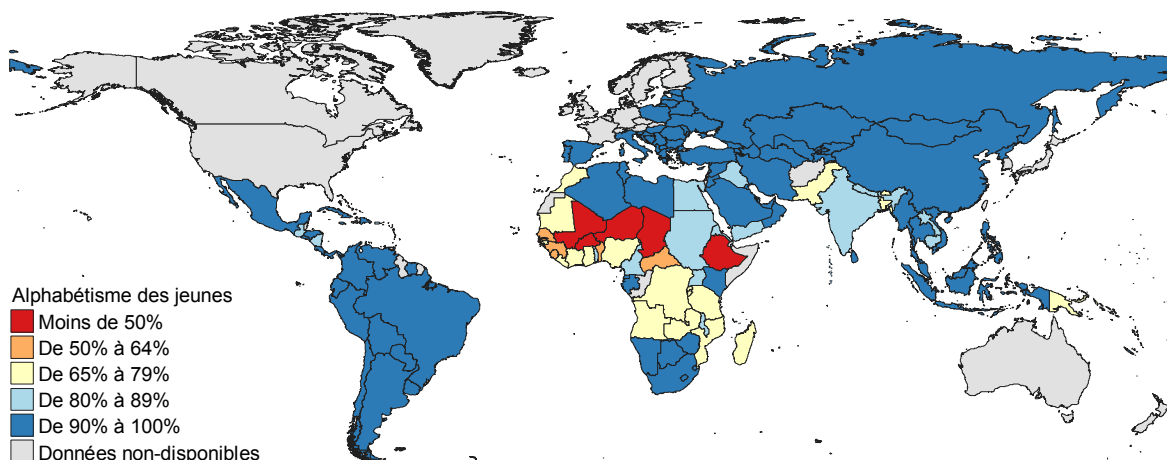 Alphabétisme des jeunes
Moins de 50%
De 50% à 64%
De 65% à 79%
De 80% à 89%
De 90% à 100%
Données non-disponibles